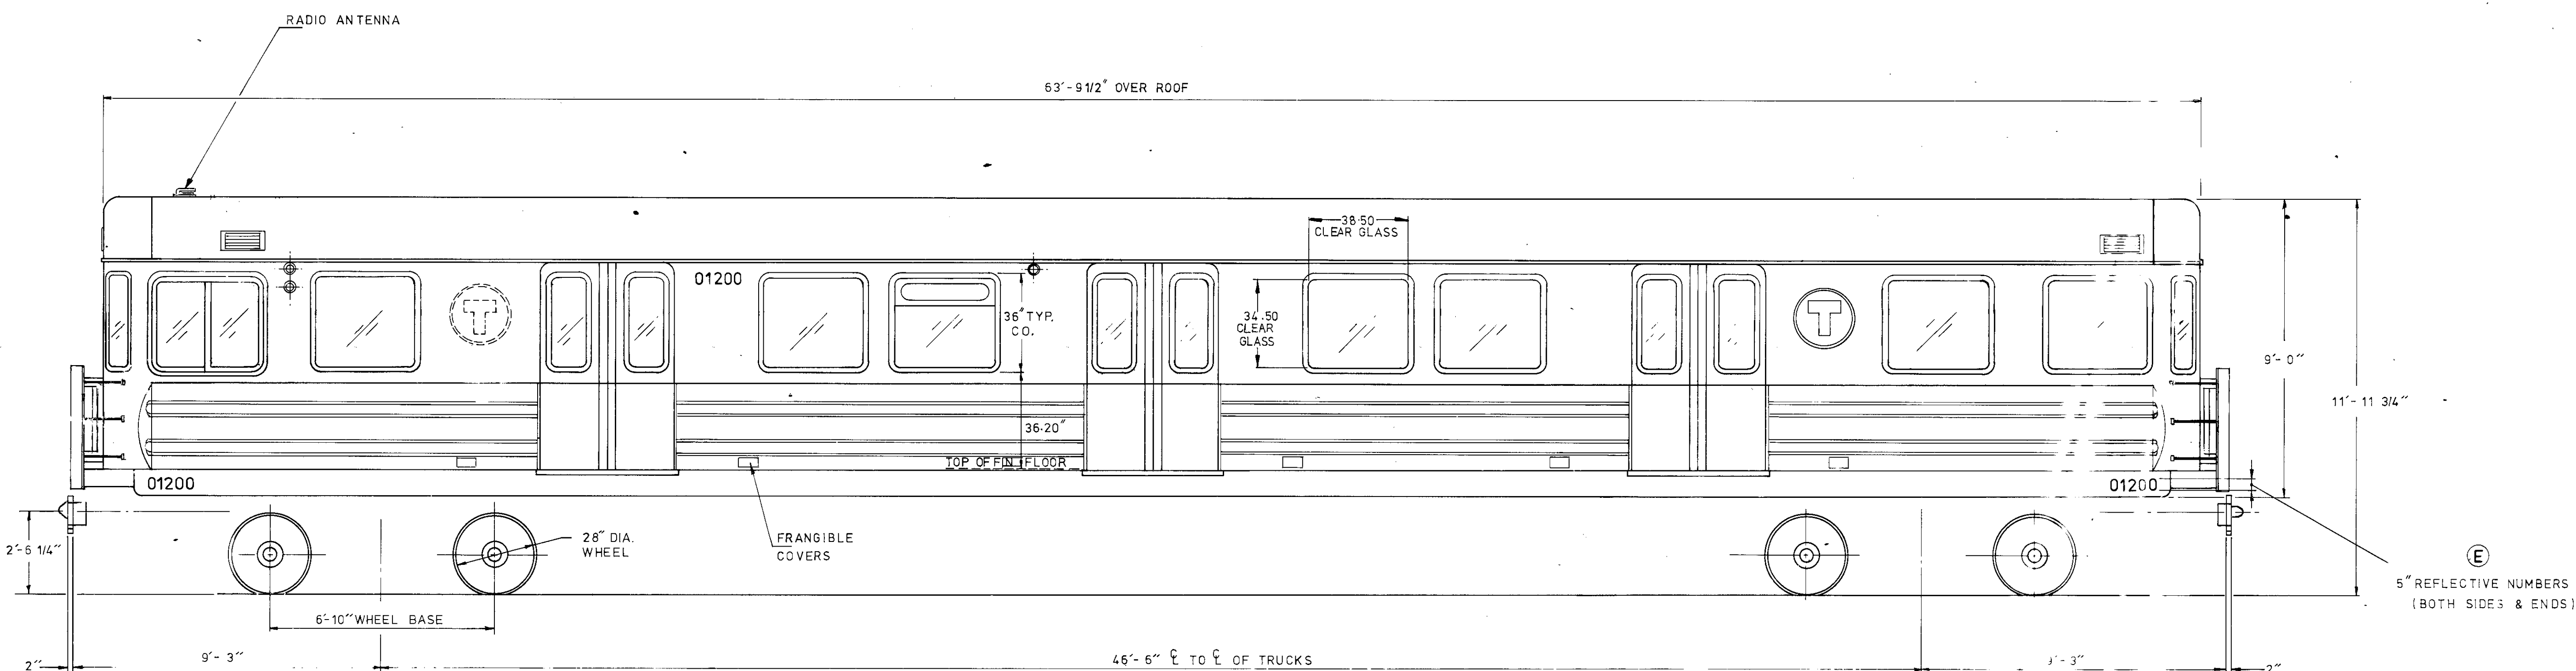 RADIO ANTENNA
63'-9 1/2" OVER ROOF
38.50
CLEAR GLASS
01200
T
36" TYP.
CO.
34.50
CLEAR
GLASS
T
9'-0"
11'-11 3/4"
36.20"
TOP OF FIN FLOOR
01200
01200
2'-6 1/4"
28" DIA.
WHEEL
FRANGIBLE
COVERS
E
5" REFLECTIVE NUMBERS
(BOTH SIDES & ENDS)
6'-10" WHEEL BASE
2"
9'-3"
46'-6" ℄ TO ℄ OF TRUCKS
9'-3"
2"